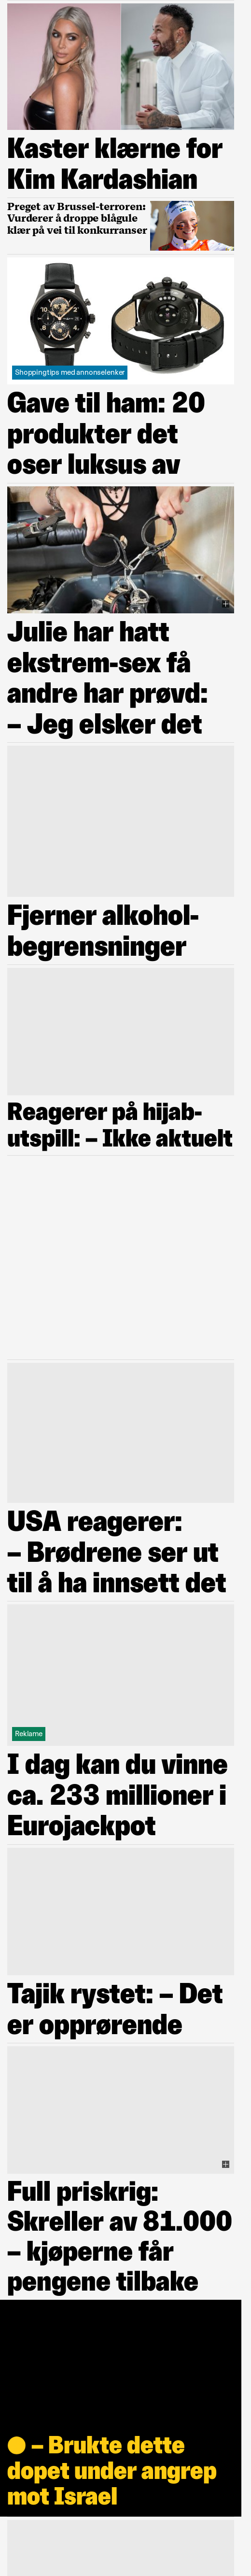 Kaster klærne for
Kim Kardashian
Preget av Brussel-terroren:
Vurderer å droppe blågule
klær på vei til konkurranser
Shoppingtips med annonselenker
Gave til ham: 20
produkter det
oser luksus av
Julie har hatt
ekstrem-sex få
andre har prøvd:
– Jeg elsker det
Fjerner alkohol-
begrensninger
Reagerer på hijab-
utspill: – Ikke aktuelt
USA reagerer:
– Brødrene ser ut
til å ha innsett det
Reklame
I dag kan du vinne
ca. 233 millioner i
Eurojackpot
Tajik rystet: – Det
er opprørende
Full priskrig:
Skreller av 81.000
– kjøperne får
pengene tilbake
– Brukte dette
dopet under angrep
mot Israel